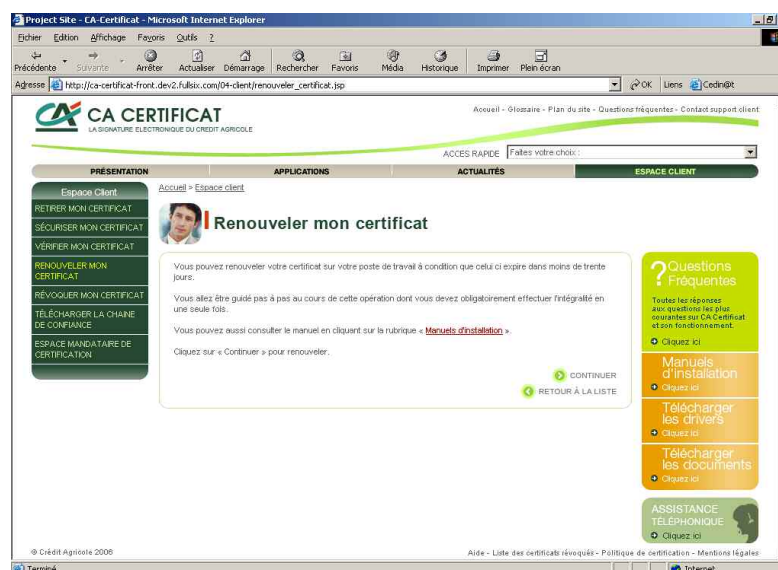 Project Site - CA-Certificat - Microsoft Internet Explorer
Fichier Edition Affichage Favoris Outils ?
Précédente Suivante Arrêter Actualiser Démarrage Rechercher Favoris Média Historique Imprimer Plein écran
Adresse http://ca-certificat-front.dev2.fullsix.com/04-client/renouveler_certificat.jsp OK Liens Cedin@t
CA CERTIFICAT
LA SIGNATURE ELECTRONIQUE DU CREDIT AGRICOLE
Accueil - Glossaire - Plan du site - Questions fréquentes - Contact support client
ACCES RAPIDE Faites votre choix :
PRÉSENTATION APPLICATIONS ACTUALITÉS ESPACE CLIENT
Espace Client
RETIRER MON CERTIFICAT
SÉCURISER MON CERTIFICAT
VÉRIFIER MON CERTIFICAT
RENOUVELER MON
CERTIFICAT
RÉVOQUER MON CERTIFICAT
TÉLÉCHARGER LA CHAINE
DE CONFIANCE
ESPACE MANDATAIRE DE
CERTIFICATION
Accueil > Espace client
Renouveler mon certificat
Vous pouvez renouveler votre certificat sur votre poste de travail à condition que celui ci expire dans moins de trente
jours.
Vous allez être guidé pas à pas au cours de cette opération dont vous devez obligatoirement effectuer l'intégralité en
une seule fois.
Vous pouvez aussi consulter le manuel en cliquant sur la rubrique « Manuels d'installation ».
Cliquez sur « Continuer » pour renouveler.
CONTINUER
RETOUR À LA LISTE
? Questions
Fréquentes
Toutes les réponses
aux questions les plus
courantes sur CA Certificat
et son fonctionnement.
Cliquez ici
Manuels
d'installation
Cliquez ici
Télécharger
les drivers
Cliquez ici
Télécharger
les documents
Cliquez ici
ASSISTANCE
TÉLÉPHONIQUE
Cliquez ici
© Crédit Agricole 2006
Aide - Liste des certificats révoqués - Politique de certification - Mentions légales
Terminé Internet